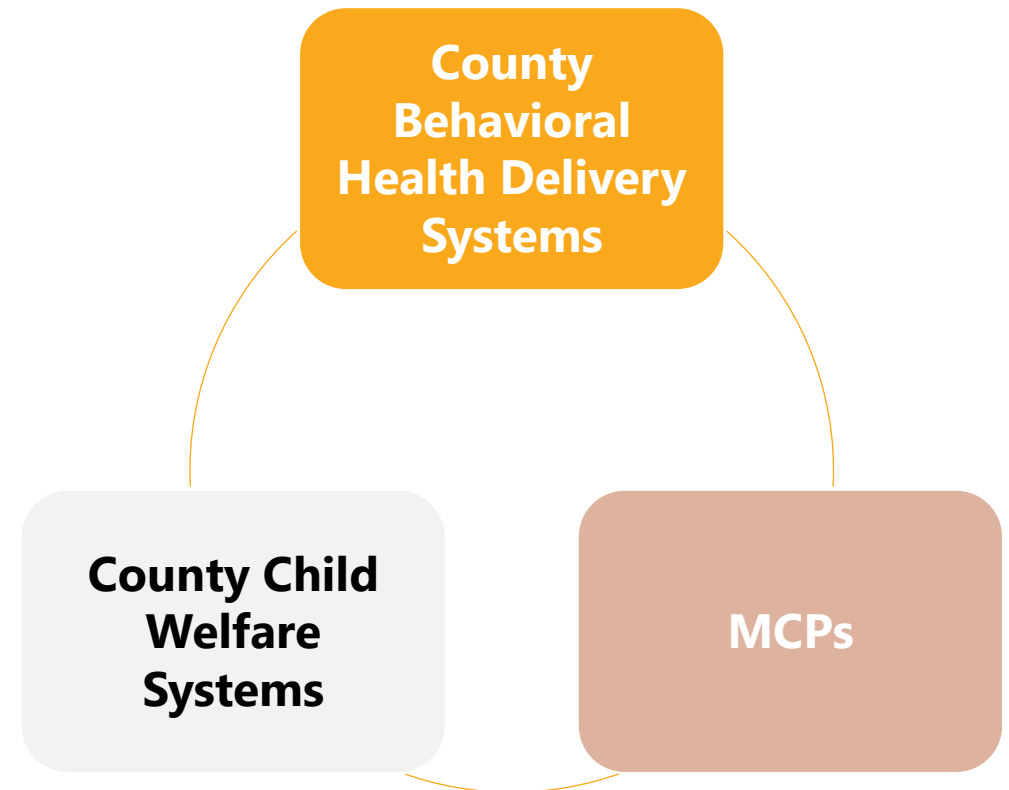 County
Behavioral
Health Delivery
Systems
County Child
Welfare
Systems
MCPs